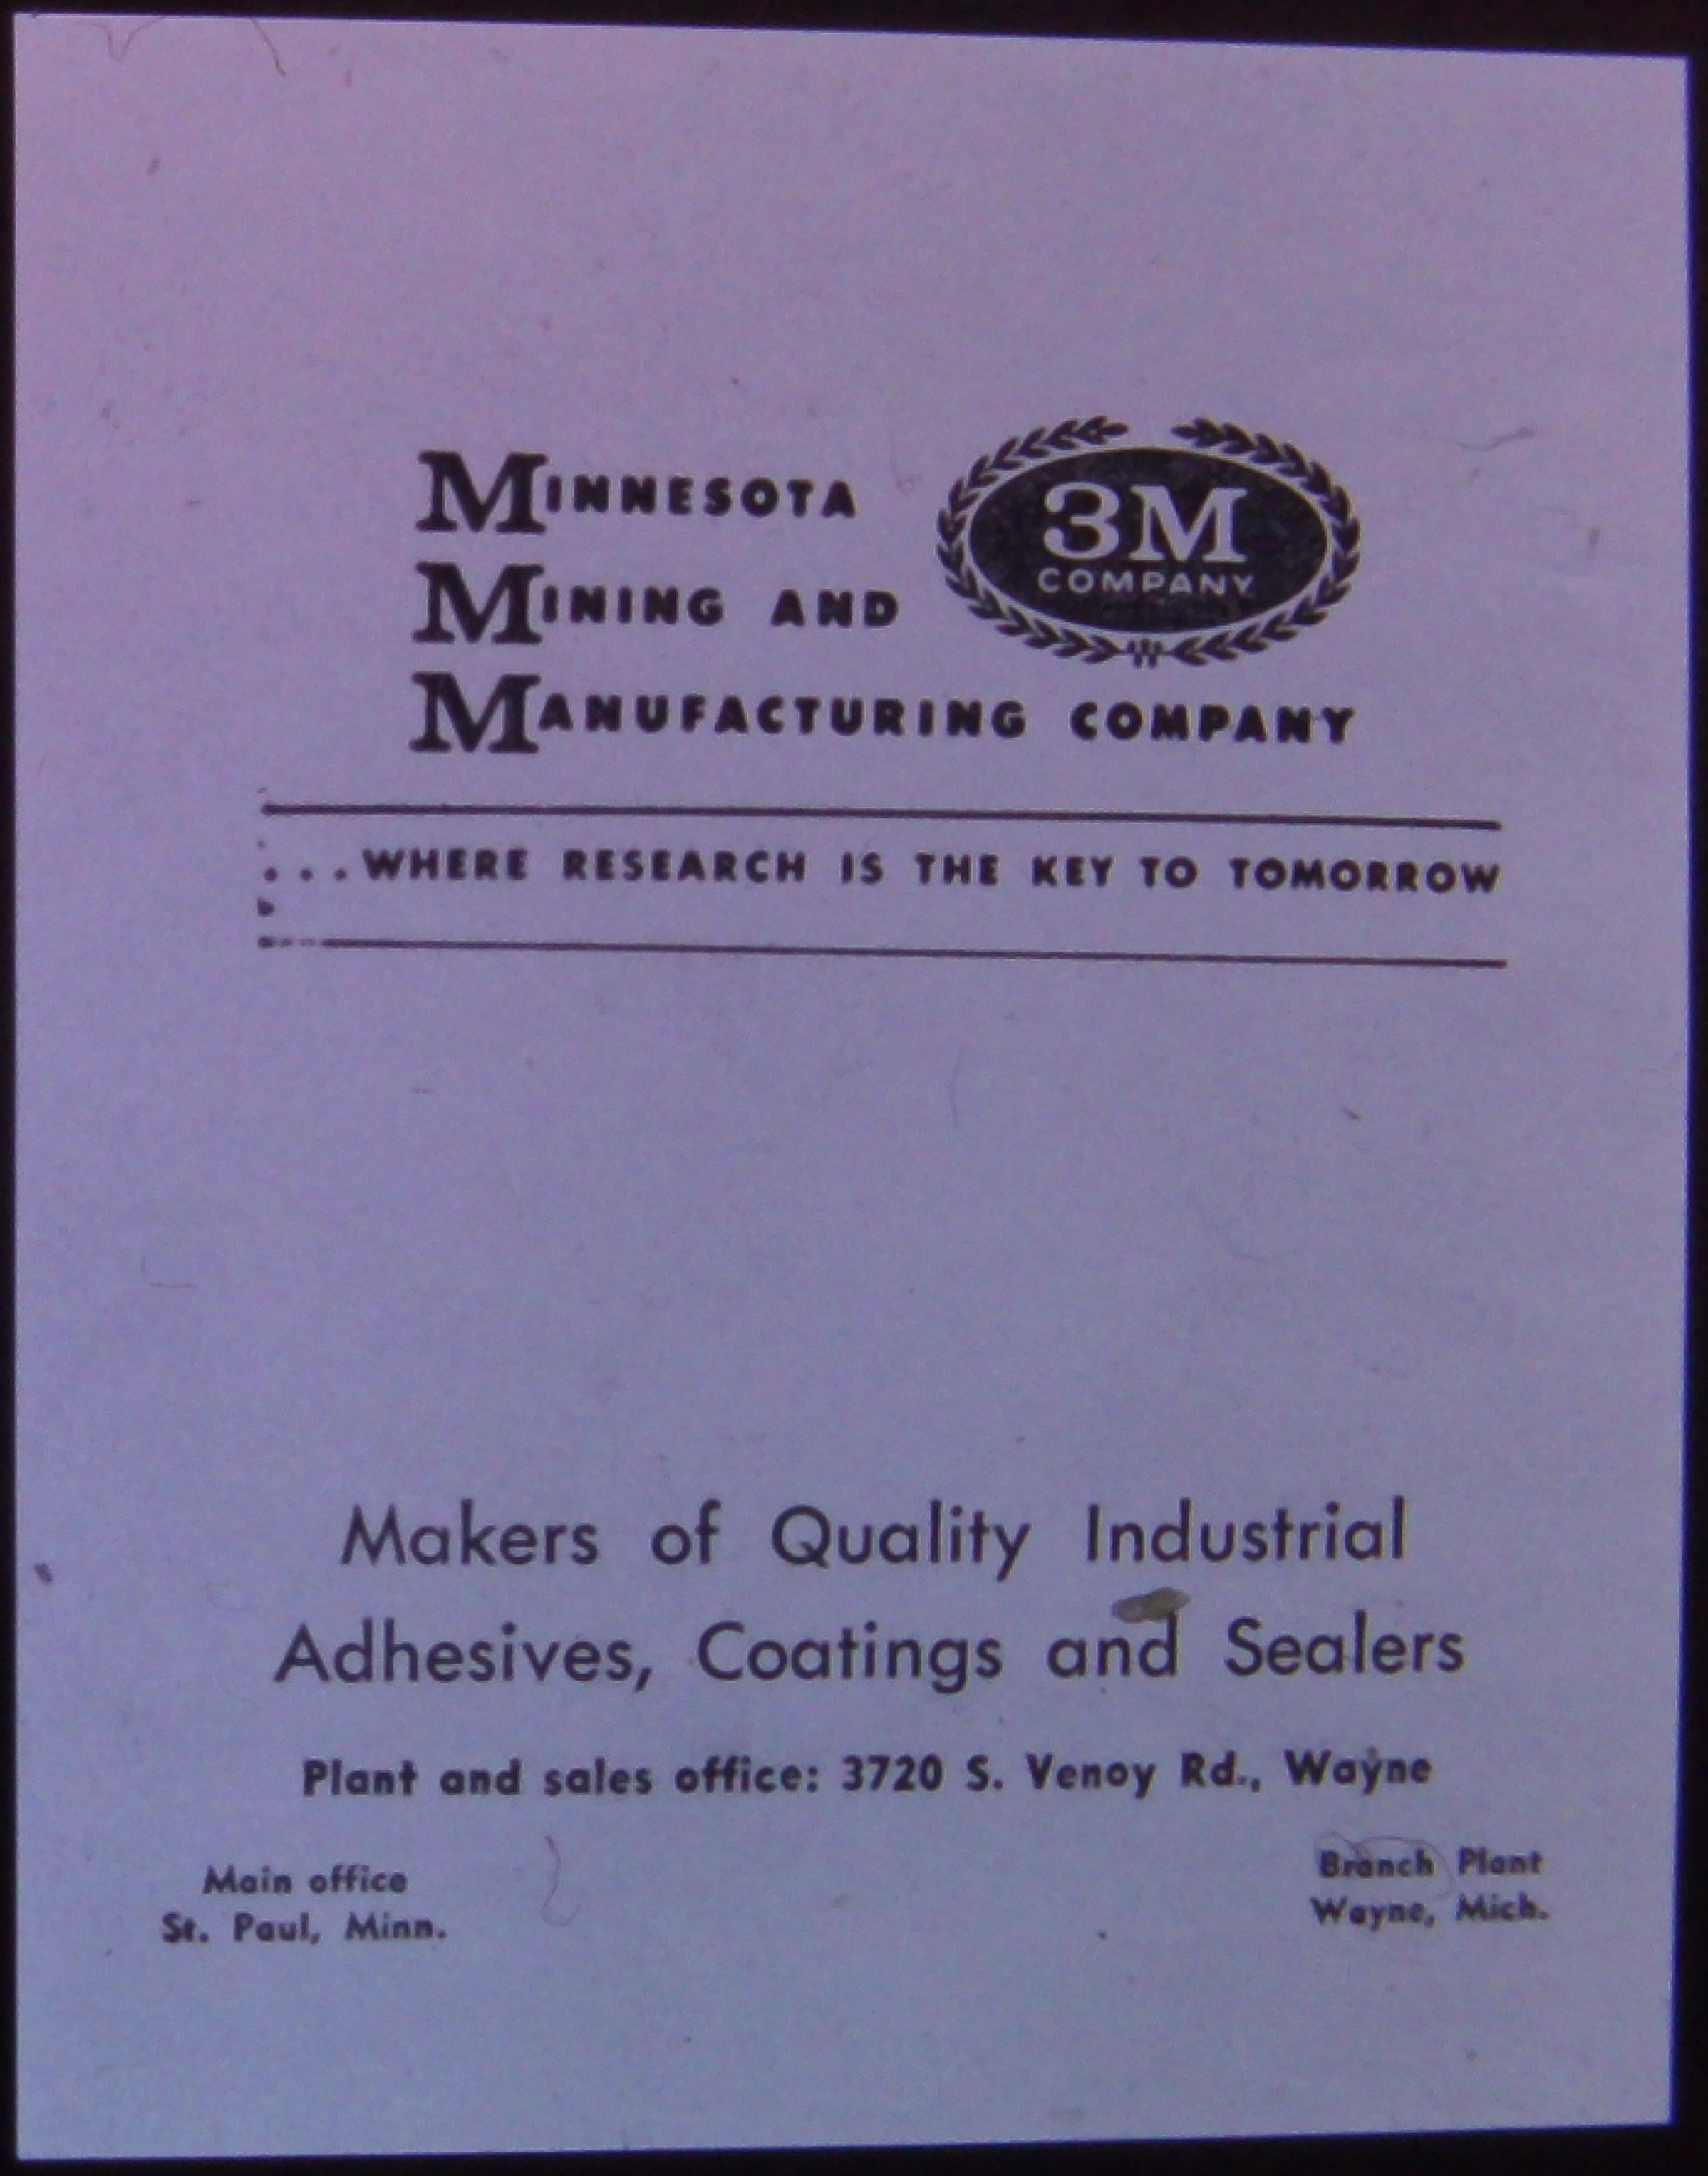 MINNESOTA
MINING AND
MANUFACTURING COMPANY
3M
COMPANY
...WHERE RESEARCH IS THE KEY TO TOMORROW
Makers of Quality Industrial
Adhesives, Coatings and Sealers
Plant and sales office: 3720 S. Venoy Rd., Wayne
Main office
St. Paul, Minn.
Branch Plant
Wayne, Mich.